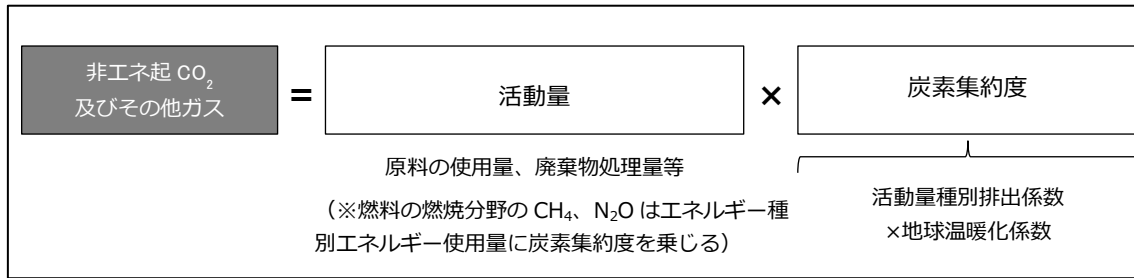 非エネ起 CO₂
及びその他ガス
=
活動量
×
炭素集約度
原料の使用量、廃棄物処理量等
（※燃料の燃焼分野の CH₄、N₂O はエネルギー種
別エネルギー使用量に炭素集約度を乗じる）
活動量種別排出係数
×地球温暖化係数